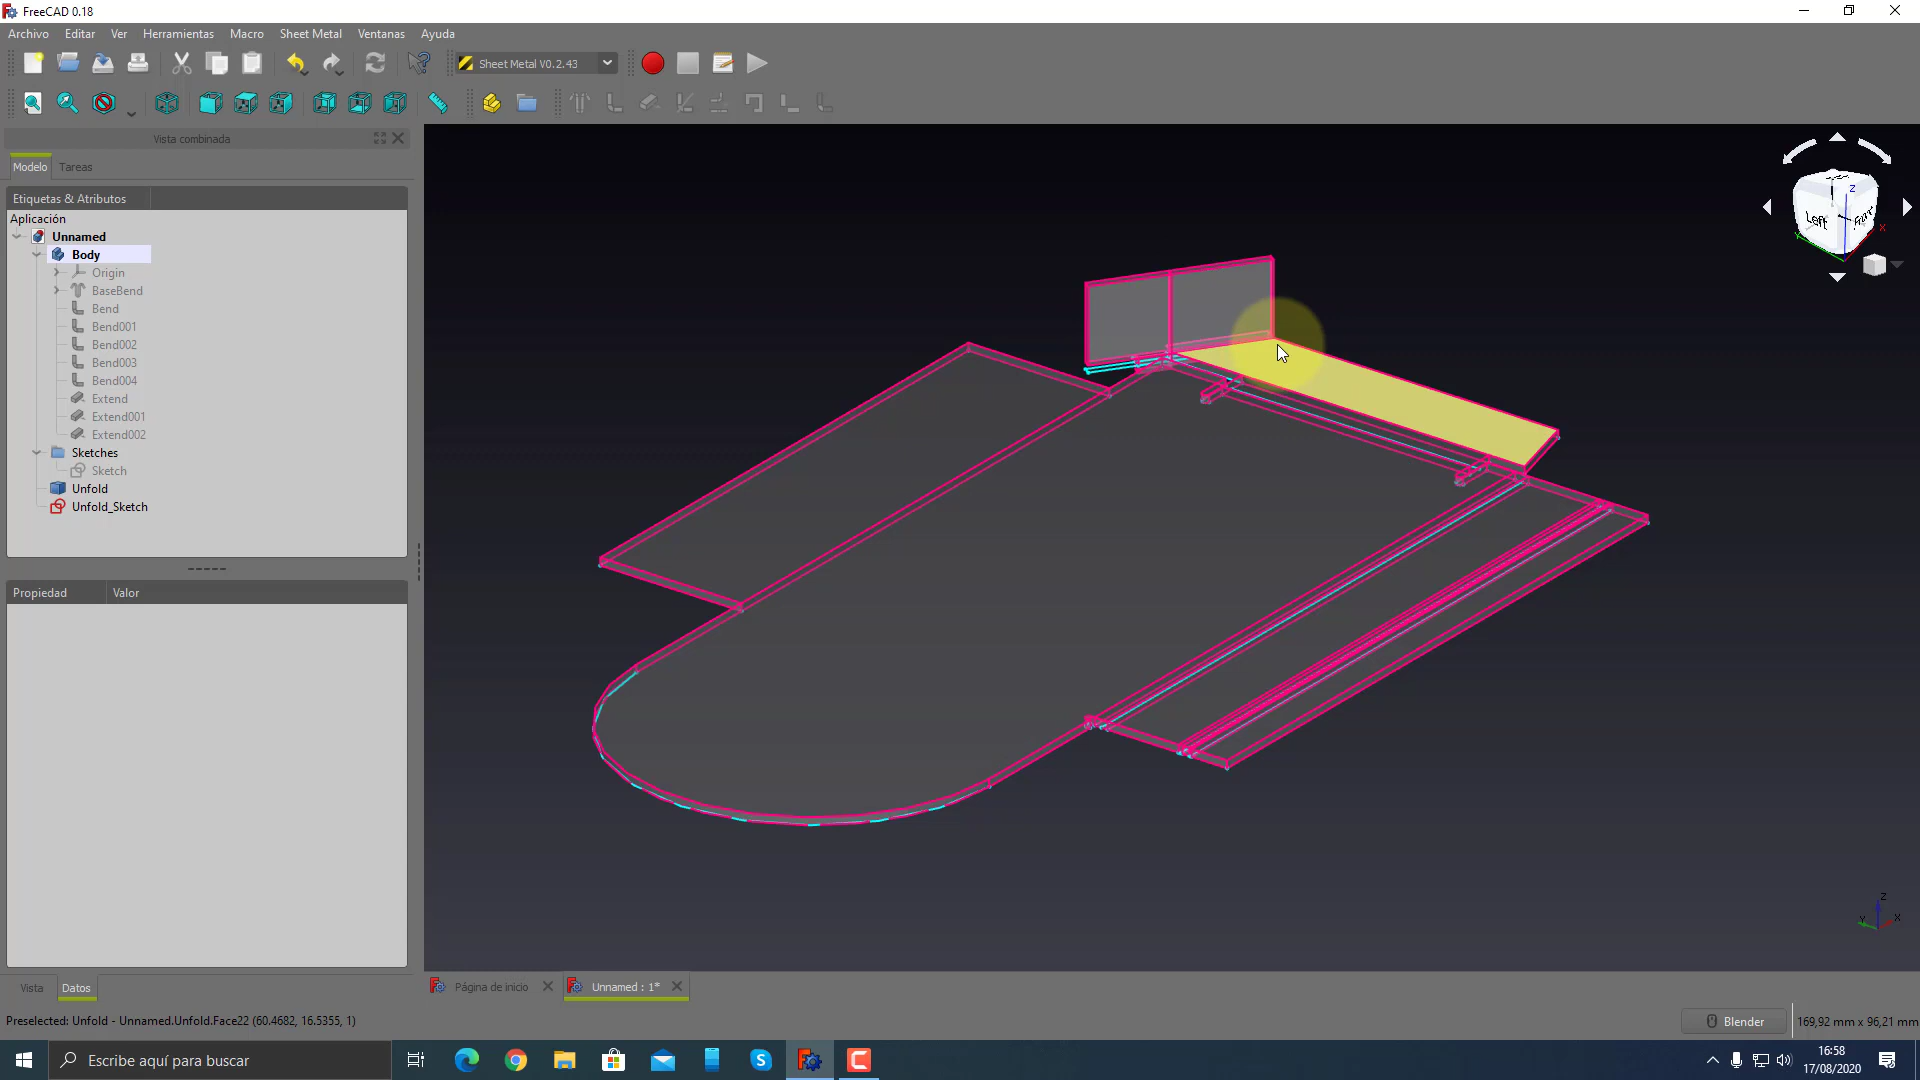 FreeCAD 0.18
Archivo Editar Ver Herramientas Macro Sheet Metal Ventanas Ayuda
Sheet Metal V0.2.43
Vista combinada
Modelo Tareas
Etiquetas & Atributos
Aplicación
Unnamed
Body
Origin
BaseBend
Bend
Bend001
Bend002
Bend003
Bend004
Extend
Extend001
Extend002
Sketches
Sketch
Unfold
Unfold_Sketch
Propiedad Valor
Left
Z
X
Y
Z
X
Y
Vista Datos
Página de inicio
Unnamed : 1*
Preselected: Unfold - Unnamed.Unfold.Face22 (60.4682, 16.5355, 1)
Blender
169,92 mm x 96,21 mm
Escribe aquí para buscar
16:58
17/08/2020